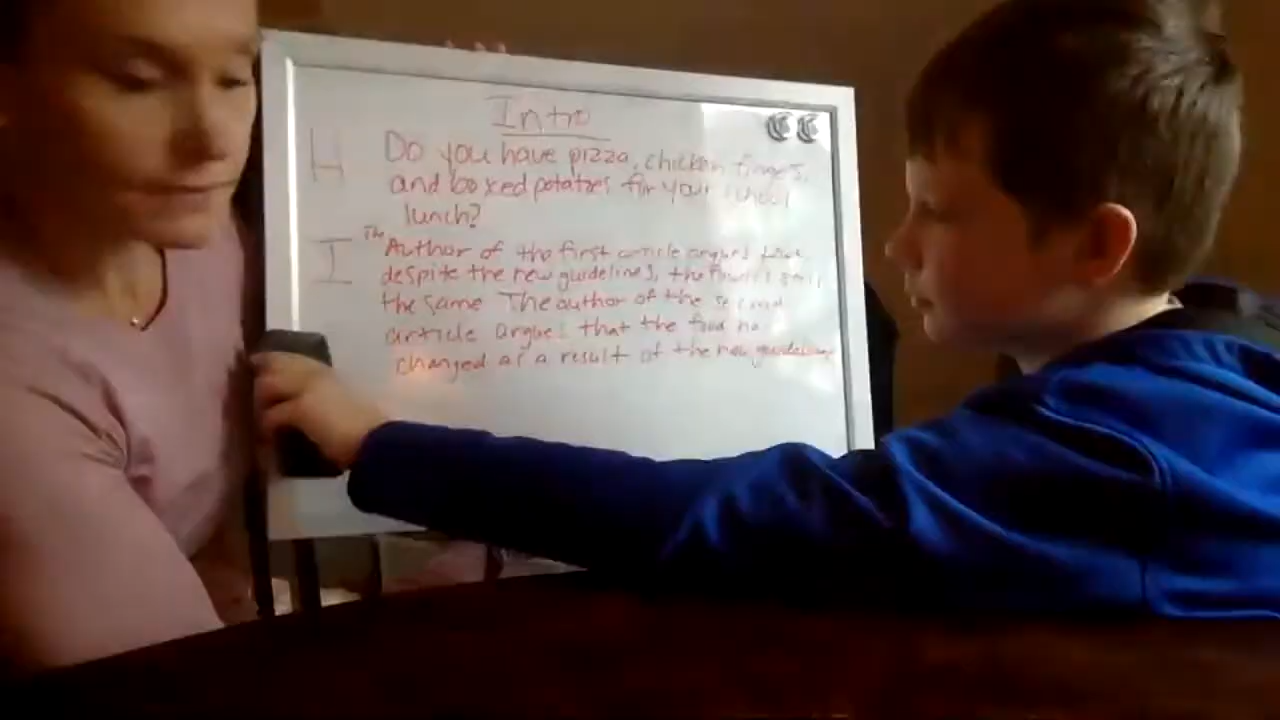 Intro
H Do you have pizza, chicken fingers,
and boxed potatoes for your school
lunch?
I The Author of the first article argues that
despite the new guidelines, the
the same The author of the second
article argues that the food ha
changed as a result of the new guidelines